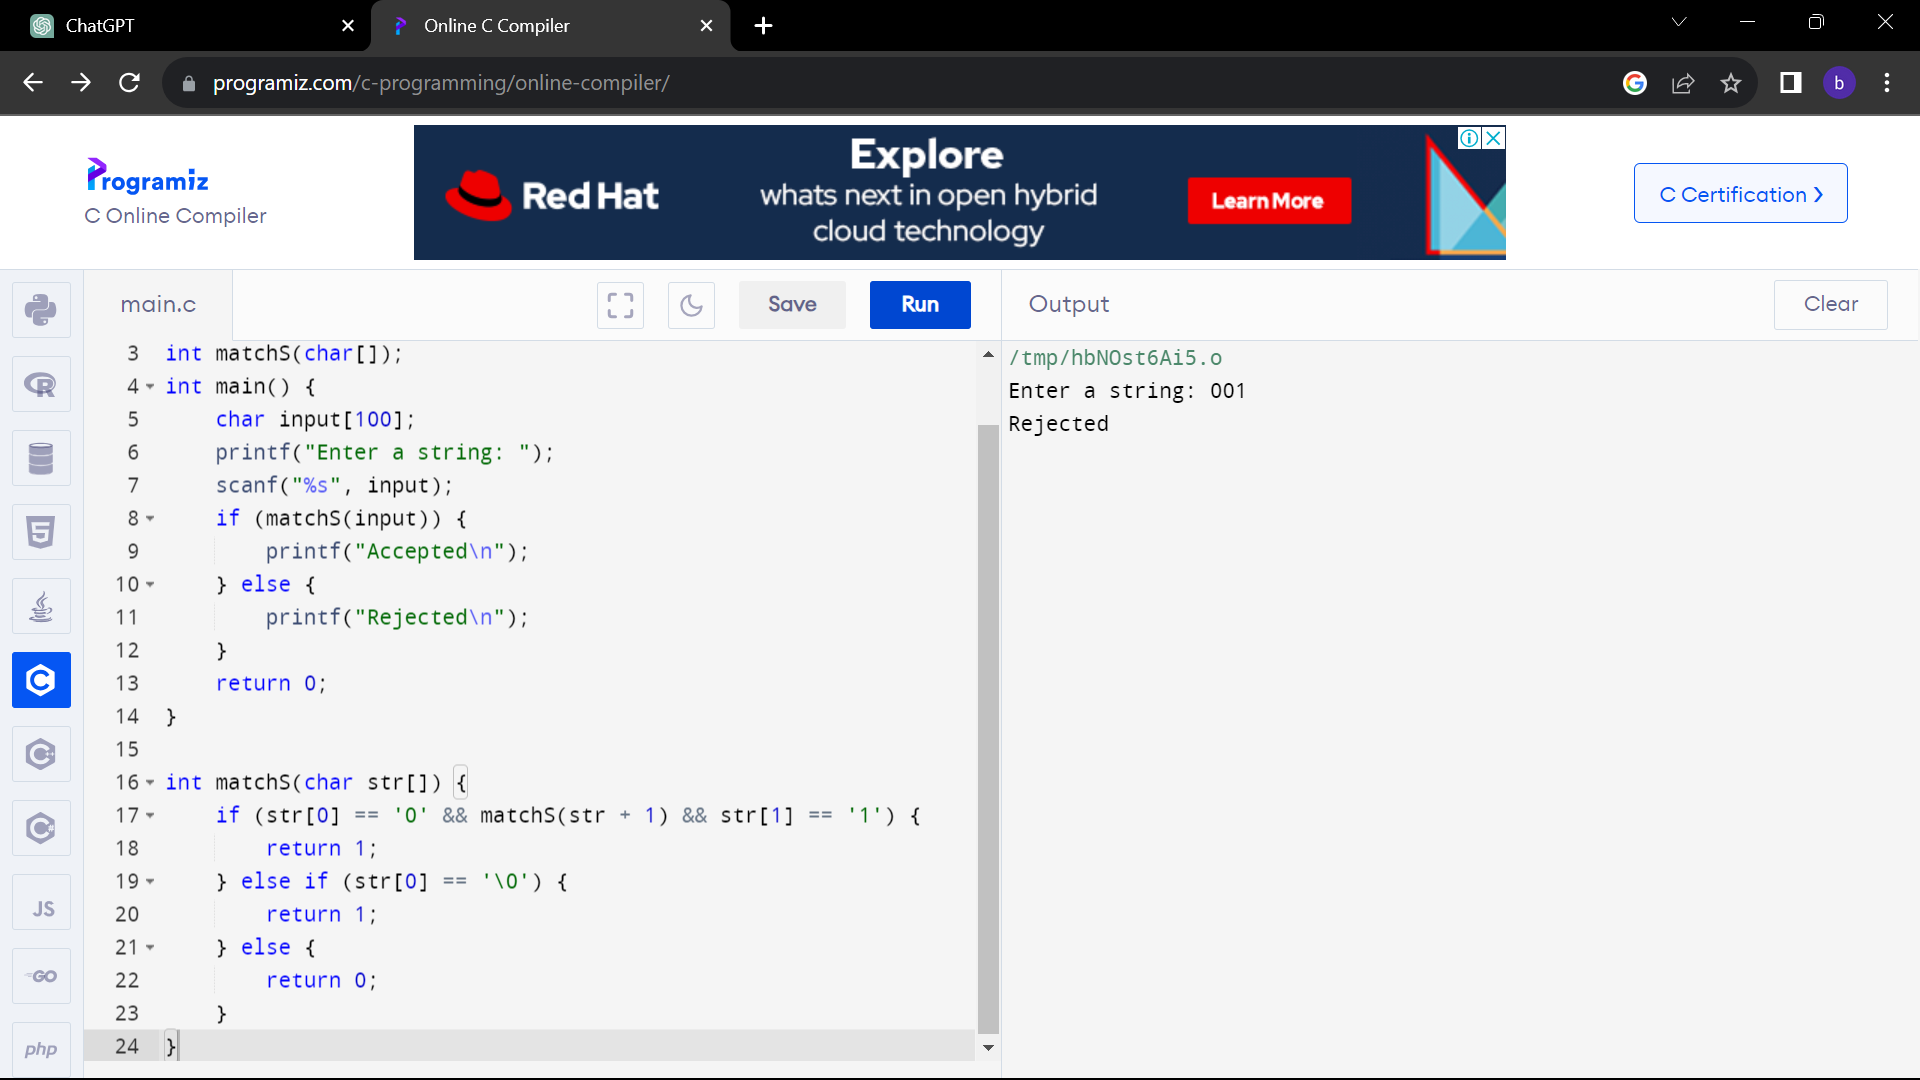 ChatGPT
Online C Compiler
programiz.com/c-programming/online-compiler/
b
Programiz
C Online Compiler
Red Hat
Explore
whats next in open hybrid
cloud technology
Learn More
C Certification
main.c
Save
Run
Output
Clear
3 int matchS(char[]);
4 int main() {
5 char input[100];
6 printf("Enter a string: ");
7 scanf("%s", input);
8 if (matchS(input)) {
9 printf("Accepted\n");
10 } else {
11 printf("Rejected\n");
12 }
13 return 0;
14 }
15
16 int matchS(char str[]) {
17 if (str[0] == '0' && matchS(str + 1) && str[1] == '1') {
18 return 1;
19 } else if (str[0] == '\0') {
20 return 1;
21 } else {
22 return 0;
23 }
24 }
/tmp/hbNOst6Ai5.o
Enter a string: 001
Rejected
R
5
C
C++
C#
JS
GO
php